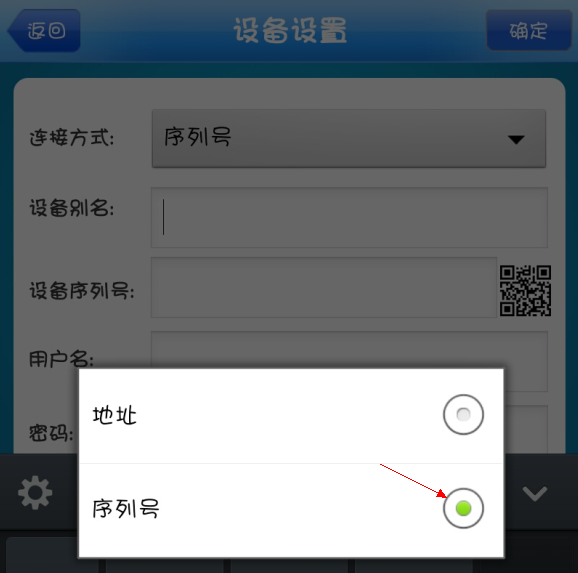 返回 设备设置 确定
连接方式: 序列号
设备别名:
设备序列号:
用户名:
密码:
地址
序列号